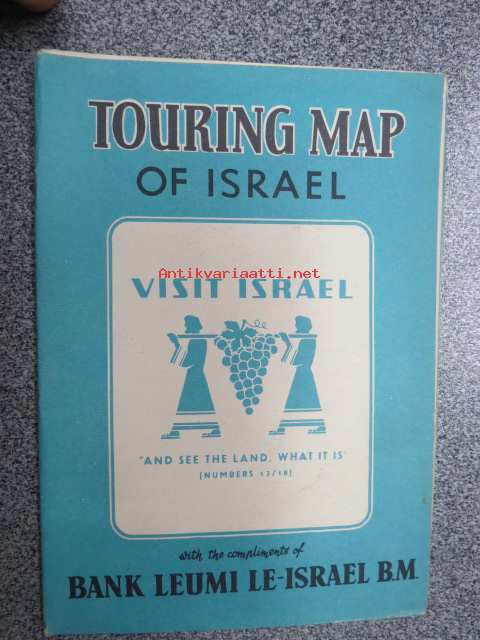 TOURING MAP
OF ISRAEL
Antikvariaatti.net
VISIT ISRAEL
"AND SEE THE LAND, WHAT IT IS"
(NUMBERS 13/18)
with the compliments of
BANK LEUMI LE-ISRAEL B.M.